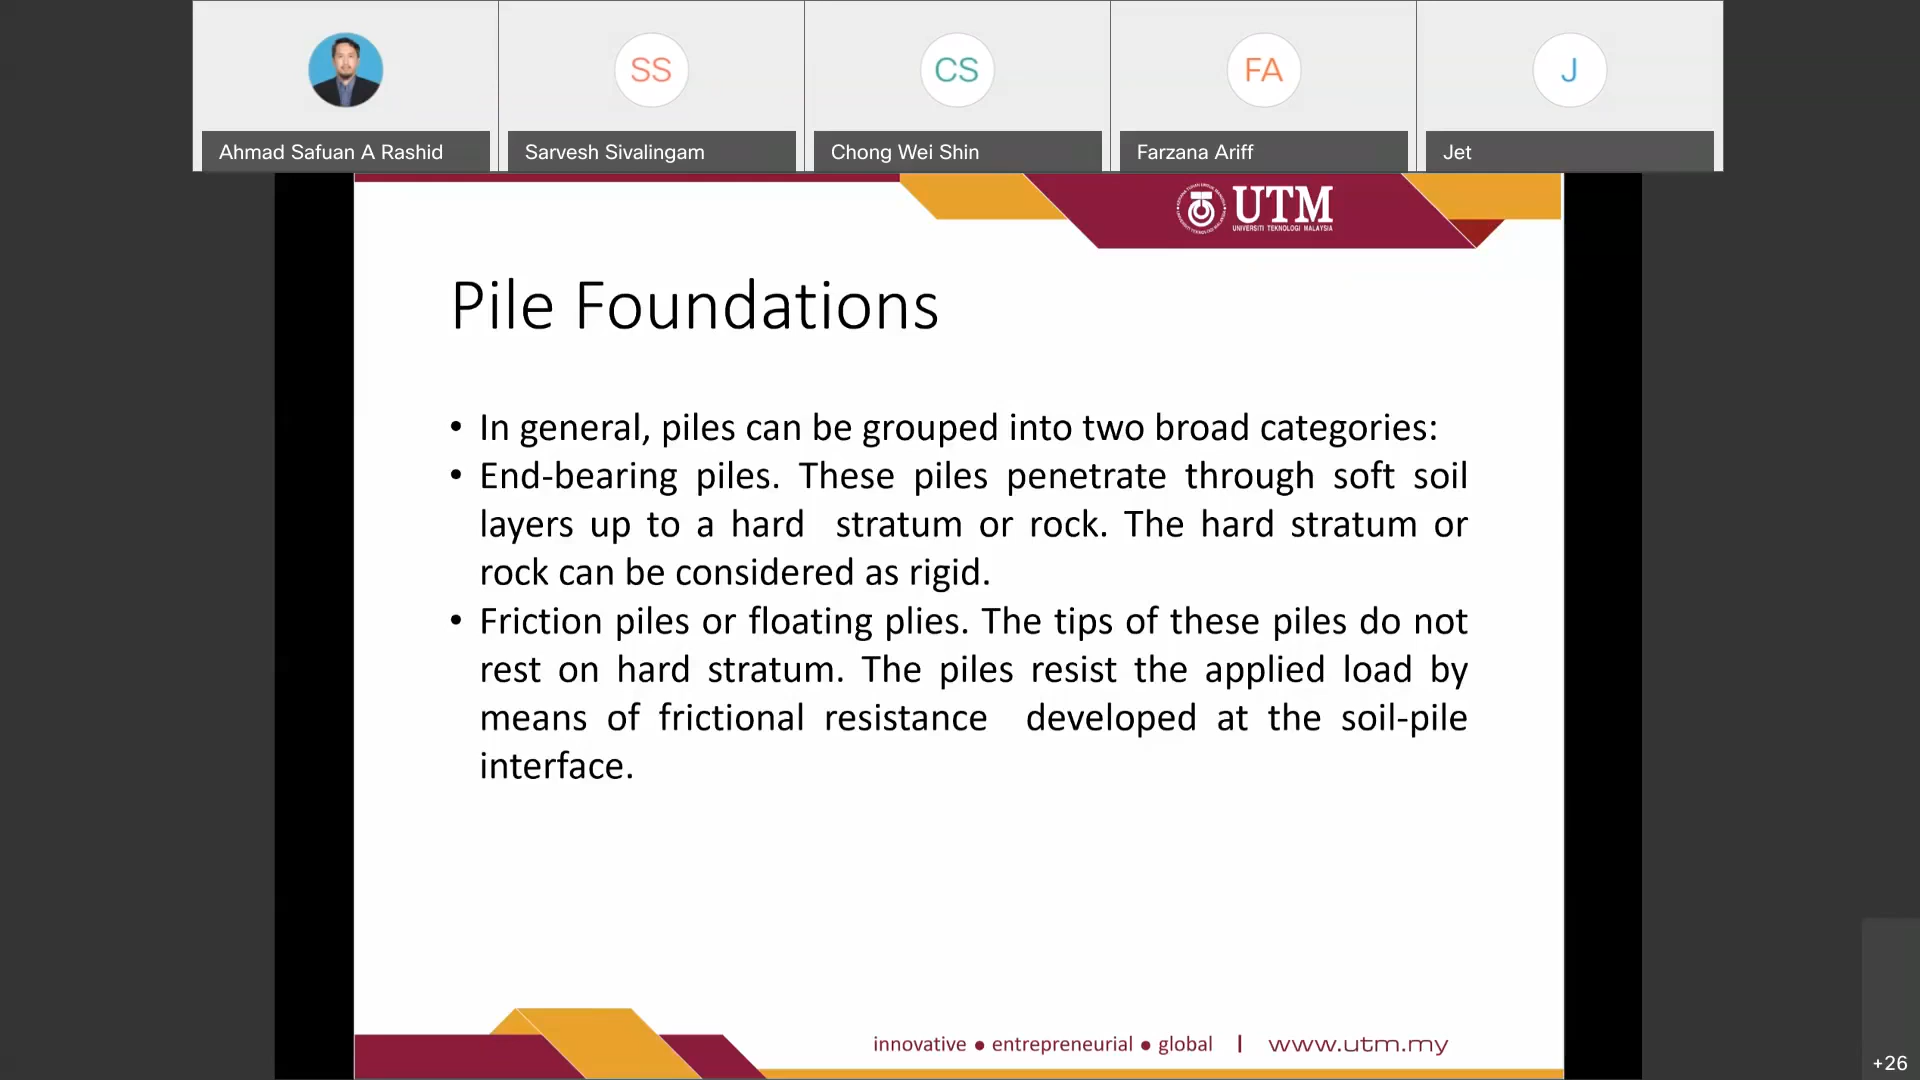 SS
CS
FA
J
Ahmad Safuan A Rashid
Sarvesh Sivalingam
Chong Wei Shin
Farzana Ariff
Jet
UTM
UNIVERSITI TEKNOLOGI MALAYSIA
Pile Foundations
• In general, piles can be grouped into two broad categories:
• End-bearing piles. These piles penetrate through soft soil
layers up to a hard stratum or rock. The hard stratum or
rock can be considered as rigid.
• Friction piles or floating plies. The tips of these piles do not
rest on hard stratum. The piles resist the applied load by
means of frictional resistance developed at the soil-pile
interface.
innovative ● entrepreneurial ● global | www.utm.my
+26